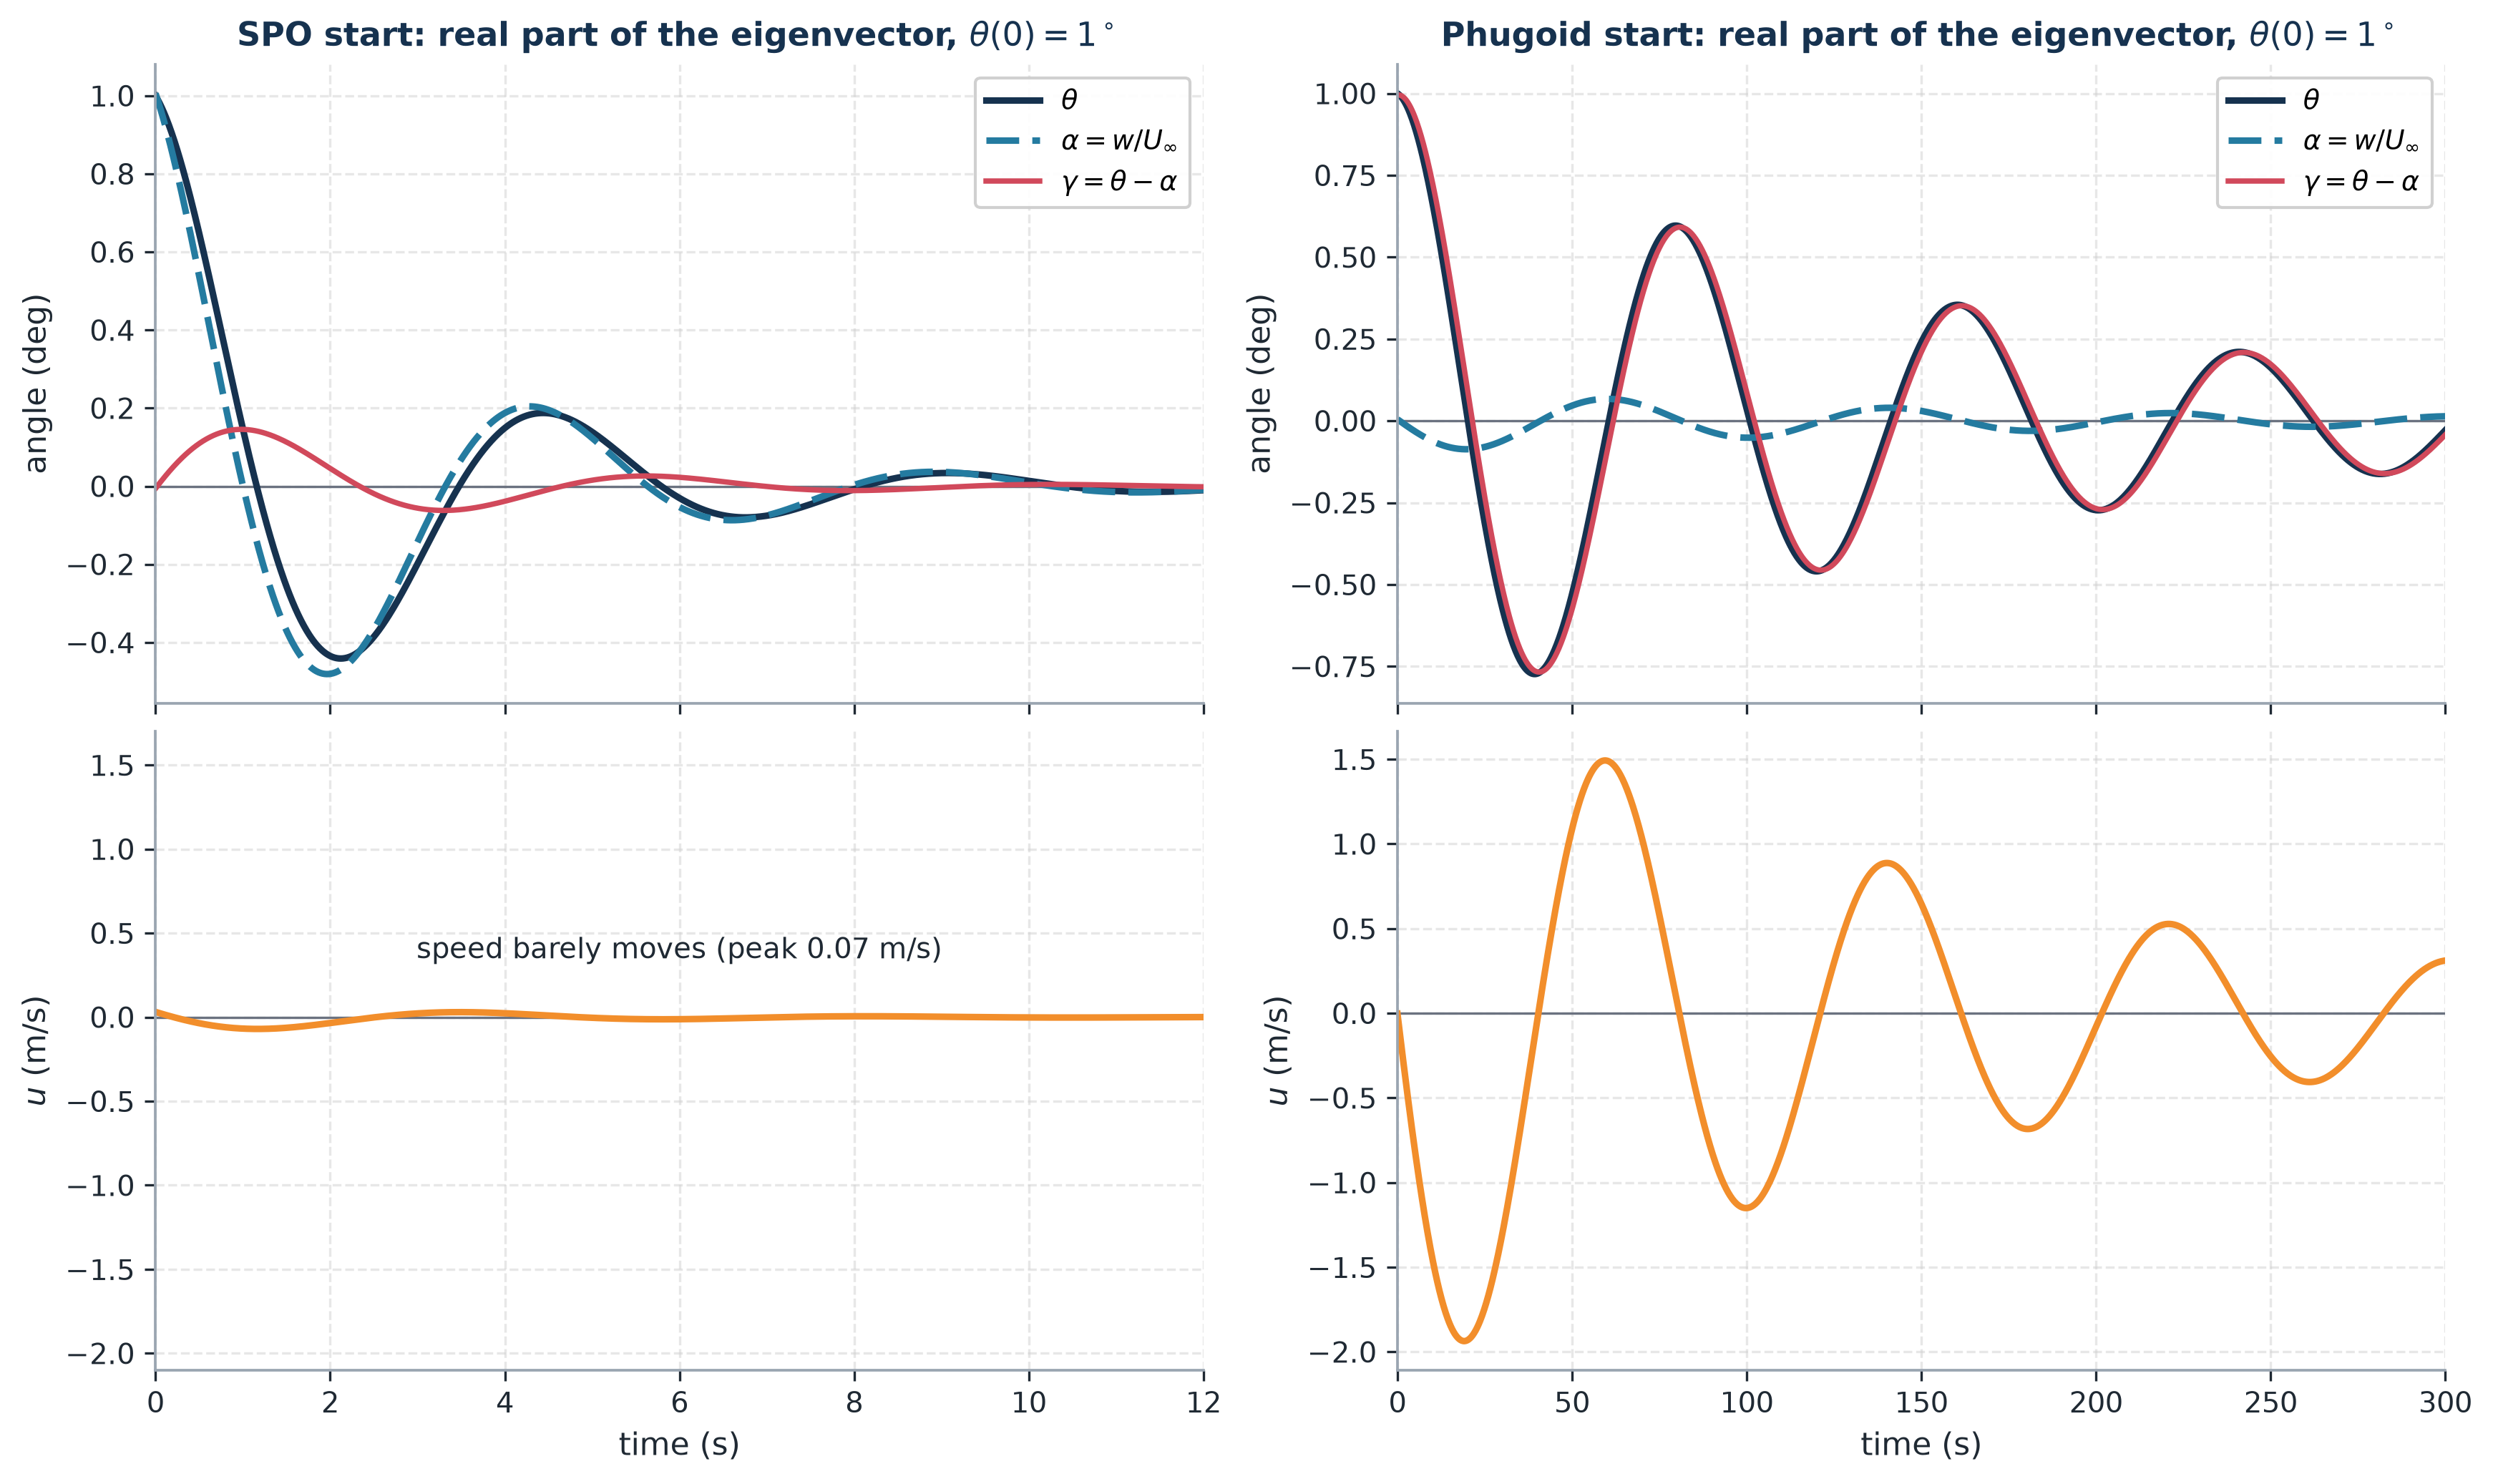 SPO start: real part of the eigenvector, θ(0) = 1°
1.0
0.8
0.6
0.4
0.2
0.0
−0.2
−0.4
angle (deg)
θ
α = w/U∞
γ = θ − α
Phugoid start: real part of the eigenvector, θ(0) = 1°
1.00
0.75
0.50
0.25
0.00
−0.25
−0.50
−0.75
angle (deg)
θ
α = w/U∞
γ = θ − α
1.5
1.0
0.5
0.0
−0.5
−1.0
−1.5
−2.0
u (m/s)
speed barely moves (peak 0.07 m/s)
0 2 4 6 8 10 12
time (s)
1.5
1.0
0.5
0.0
−0.5
−1.0
−1.5
−2.0
u (m/s)
0 50 100 150 200 250 300
time (s)